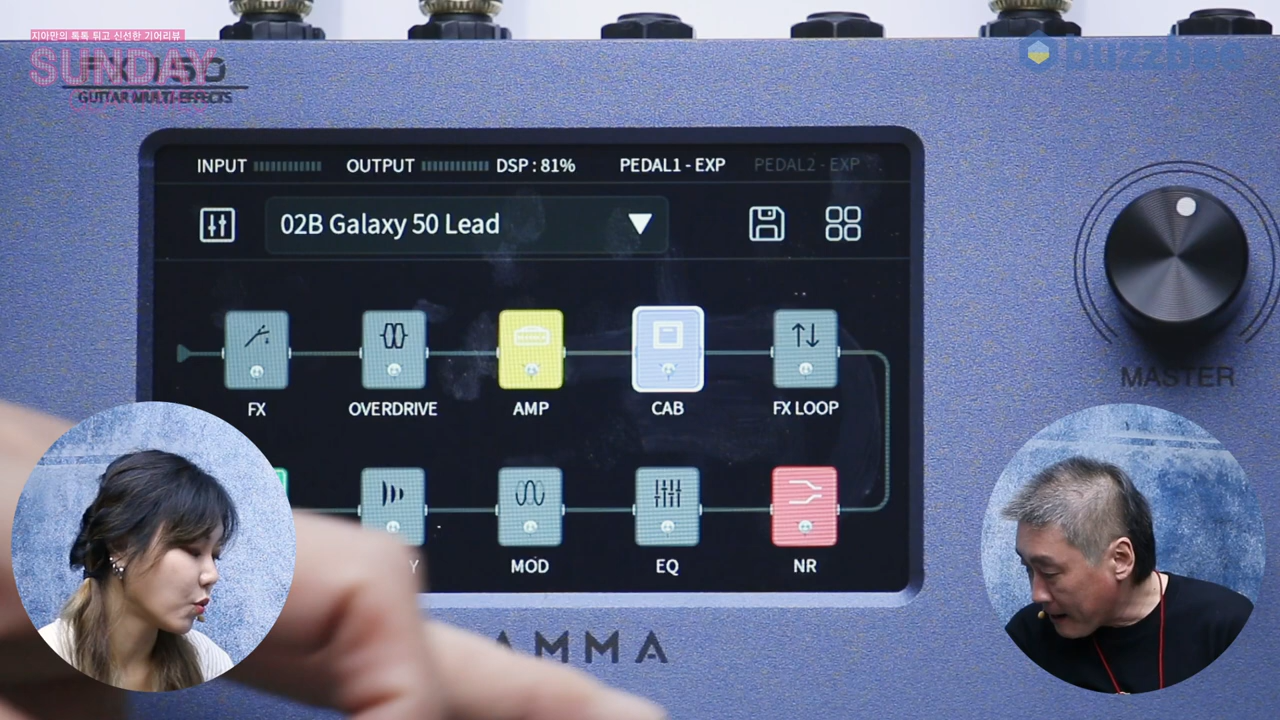 지아만의 톡톡 튀고 신선한 기어리뷰
SUNDAY
GUITAR MULTI-EFFECTS
buzzbee
INPUT OUTPUT DSP : 81% PEDAL1 - EXP PEDAL2 - EXP
02B Galaxy 50 Lead
FX OVERDRIVE AMP CAB FX LOOP
MASTER
Y MOD EQ NR
AMMA